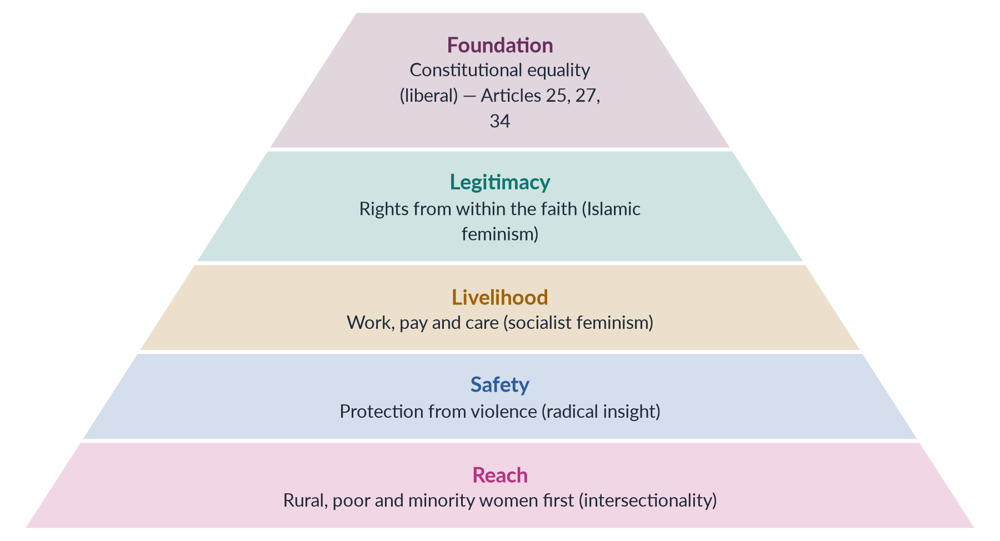 Foundation
Constitutional equality
(liberal) — Articles 25, 27,
34
Legitimacy
Rights from within the faith (Islamic
feminism)
Livelihood
Work, pay and care (socialist feminism)
Safety
Protection from violence (radical insight)
Reach
Rural, poor and minority women first (intersectionality)